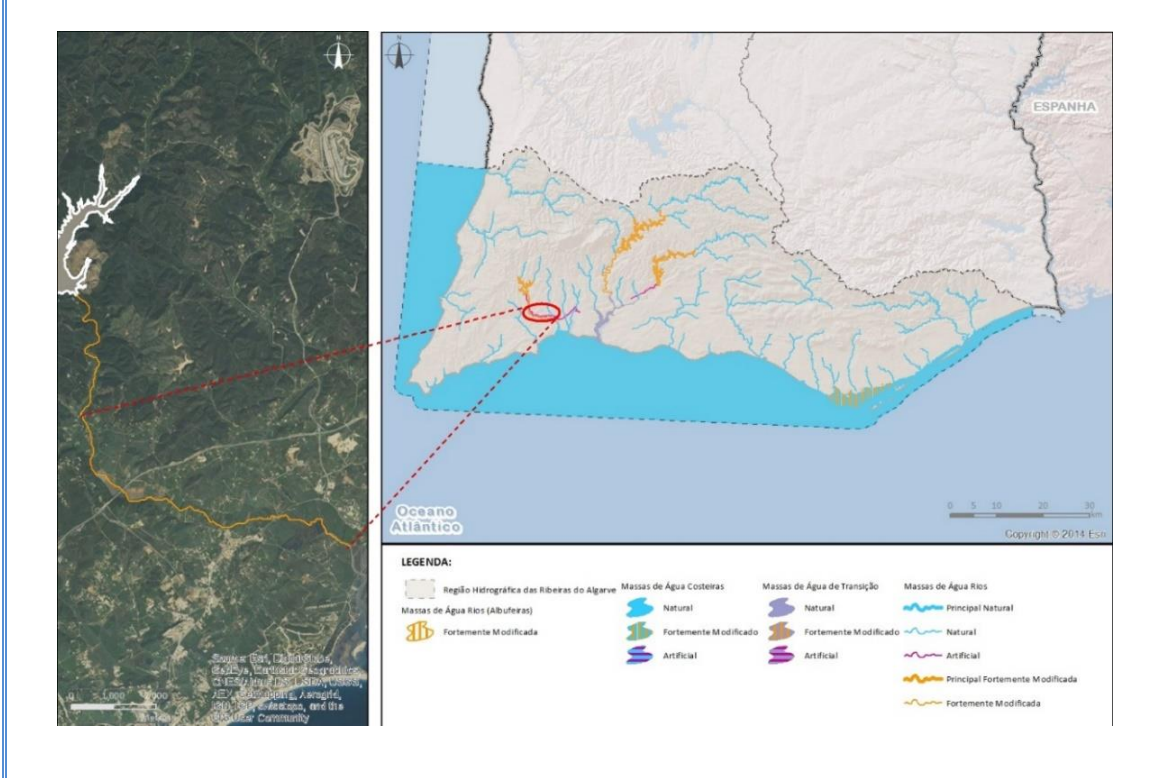 N
N
ESPANHA
Oceano
Atlântico
0 5 10 20 30
Copyright © 2014 Esri
GeoEye,
Community
LEGENDA:
Região Hidrográfica das Ribeiras do Algarve
Massas de Água Rios (Albufeiras)
Fortemente Modificada
Massas de Água Costeiras
Natural
Fortemente Modificado
Artificial
Massas de Água de Transição
Natural
Fortemente Modificado
Artificial
Massas de Água Rios
Principal Natural
Natural
Artificial
Principal Fortemente Modificada
Fortemente Modificada